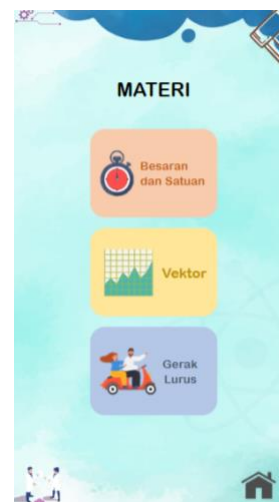 MATERI
Besaran
dan Satuan
Vektor
Gerak
Lurus